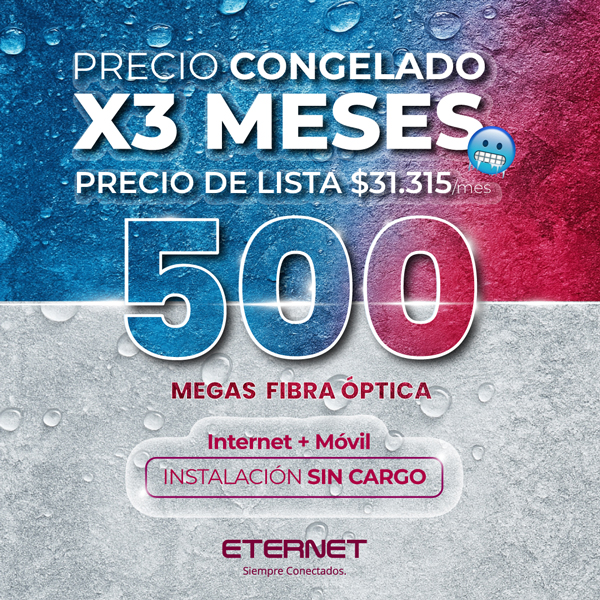 PRECIO CONGELADO
X3 MESES
PRECIO DE LISTA $31.315/mes
500
MEGAS FIBRA ÓPTICA
Internet + Móvil
INSTALACIÓN SIN CARGO
ETERNET
Siempre Conectados.